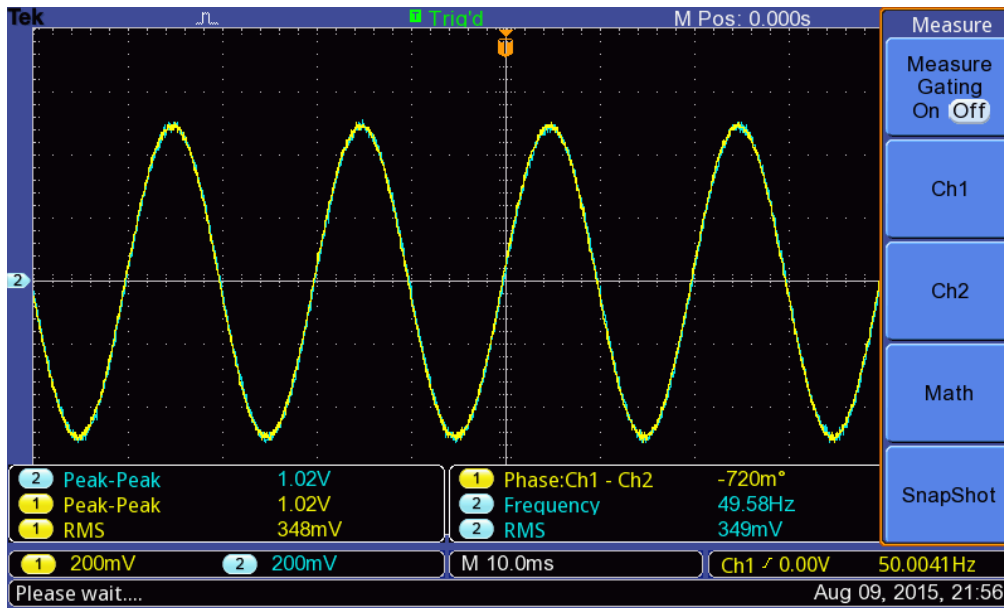 Tek Trig'd M Pos: 0.000s
T
T
Measure
Measure
Gating
On Off
Ch1
2
Ch2
Math
SnapShot
2 Peak-Peak 1.02V
1 Peak-Peak 1.02V
1 RMS 348mV
1 Phase:Ch1 - Ch2 -720m°
2 Frequency 49.58Hz
2 RMS 349mV
1 200mV 2 200mV M 10.0ms Ch1 0.00V 50.0041Hz
Please wait.... Aug 09, 2015, 21:56